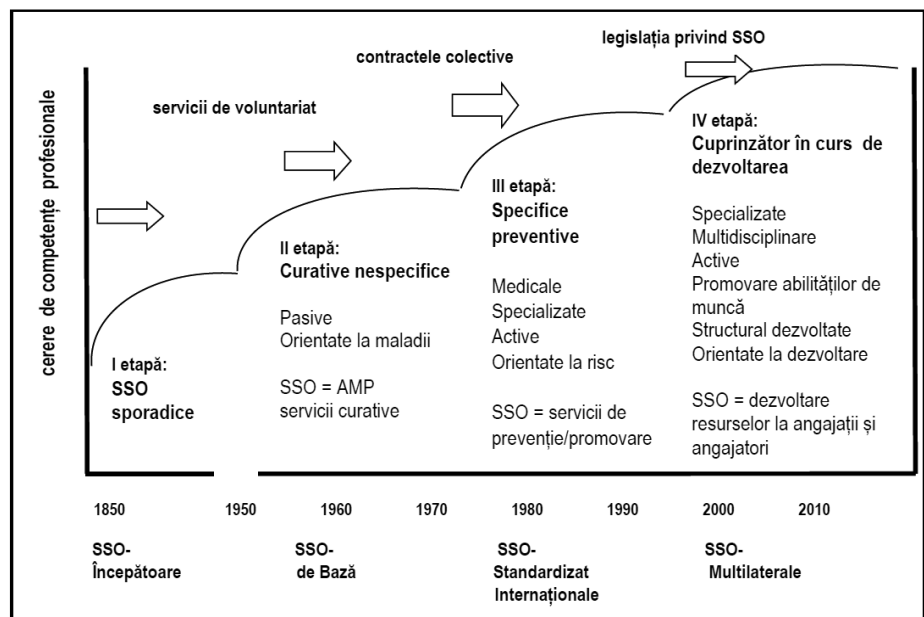 cerere de competențe profesionale
servicii de voluntariat
contractele colective
legislația privind SSO
I etapă:
SSO
sporadice
II etapă:
Curative nespecifice
Pasive
Orientate la maladii
SSO = AMP
servicii curative
III etapă:
Specifice
preventive
Medicale
Specializate
Active
Orientate la risc
SSO = servicii de
prevenție/promovare
IV etapă:
Cuprinzător în curs de
dezvoltarea
Specializate
Multidisciplinare
Active
Promovare abilităților de
muncă
Structural dezvoltate
Orientate la dezvoltare
SSO = dezvoltare
resurselor la angajații și
angajatori
1850 1950 1960 1970 1980 1990 2000 2010
SSO-
Începătoare
SSO-
de Bază
SSO-
Standardizat
Internaționale
SSO-
Multilaterale